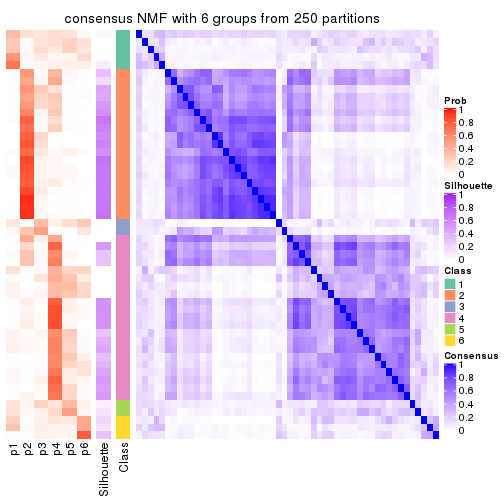 consensus NMF with 6 groups from 250 partitions
Prob
1
0.8
0.6
0.4
0.2
0
Silhouette
1
0.8
0.6
0.4
0.2
0
Class
1
2
3
4
5
6
Consensus
1
0.8
0.6
0.4
0.2
0
p1
p2
p3
p4
p5
p6
Silhouette
Class